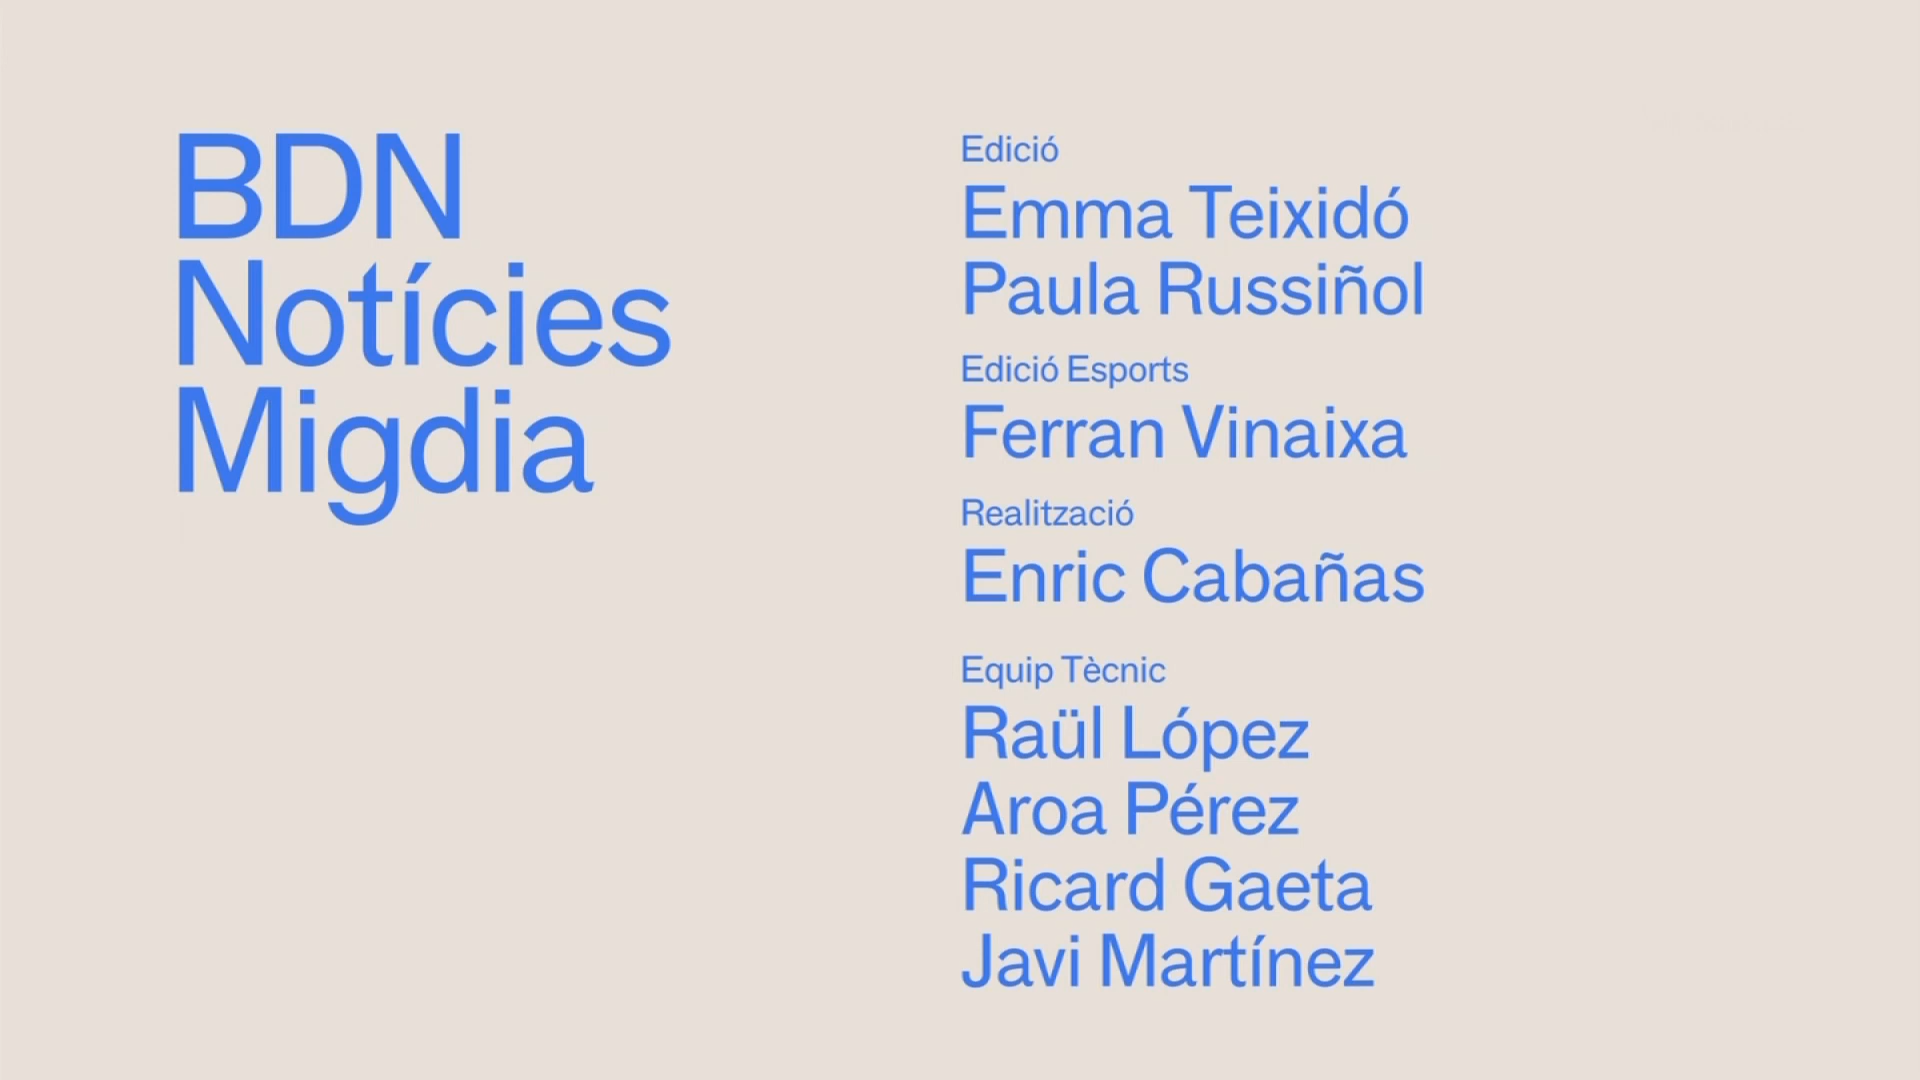 BDN
Notícies
Migdia
Edició
Emma Teixidó
Paula Russiñol
Edició Esports
Ferran Vinaixa
Realització
Enric Cabañas
Equip Tècnic
Raül López
Aroa Pérez
Ricard Gaeta
Javi Martínez